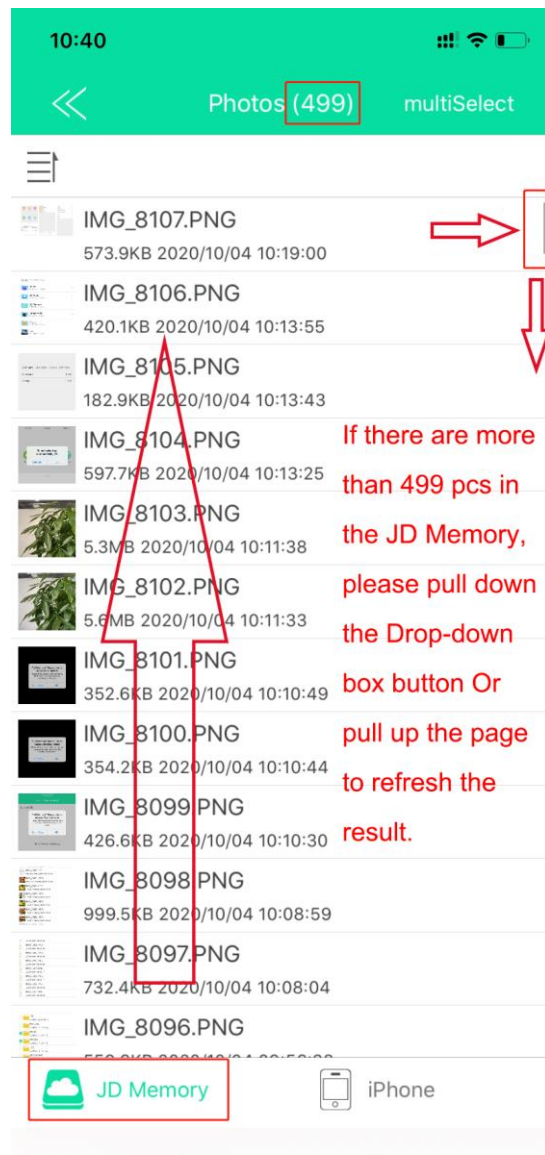 10:40
Photos (499) multiSelect
IMG_8107.PNG
573.9KB 2020/10/04 10:19:00
IMG_8106.PNG
420.1KB 2020/10/04 10:13:55
IMG_8105.PNG
182.9KB 2020/10/04 10:13:43
IMG_8104.PNG
597.7KB 2020/10/04 10:13:25
IMG_8103.PNG
5.3MB 2020/10/04 10:11:38
IMG_8102.PNG
5.6MB 2020/10/04 10:11:33
IMG_8101.PNG
352.6KB 2020/10/04 10:10:49
IMG_8100.PNG
354.2KB 2020/10/04 10:10:44
IMG_8099.PNG
426.6KB 2020/10/04 10:10:30
IMG_8098.PNG
999.5KB 2020/10/04 10:08:59
IMG_8097.PNG
732.4KB 2020/10/04 10:08:04
IMG_8096.PNG
If there are more
than 499 pcs in
the JD Memory,
please pull down
the Drop-down
box button Or
pull up the page
to refresh the
result.
JD Memory
iPhone